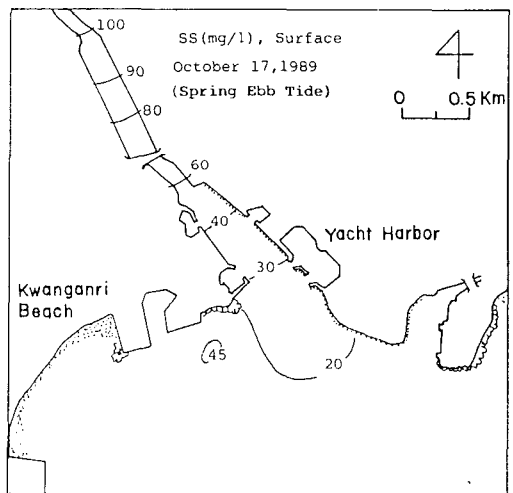 SS(mg/l), Surface
October 17,1989
(Spring Ebb Tide)
0 0.5 Km
100
90
80
60
40
30
Yacht Harbor
Kwanganri
Beach
45
20